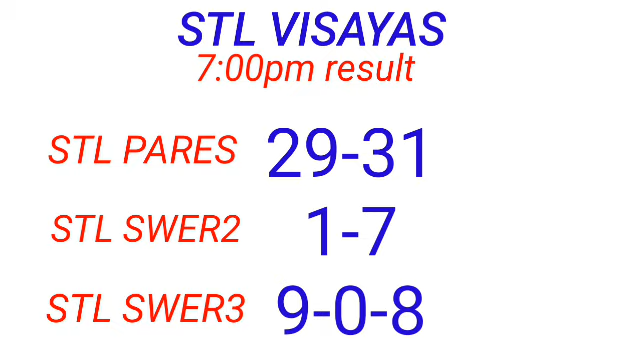 STL VISAYAS
7:00pm result
STL PARES 29-31
STL SWER2 1-7
STL SWER3 9-0-8